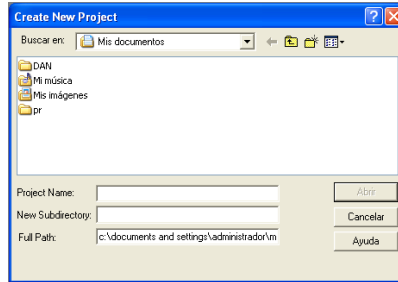 Create New Project
Buscar en: Mis documentos
DAN
Mi música
Mis imágenes
pr
Project Name: Abrir
New Subdirectory: Cancelar
Full Path: c:\documents and settings\administrador\m Ayuda